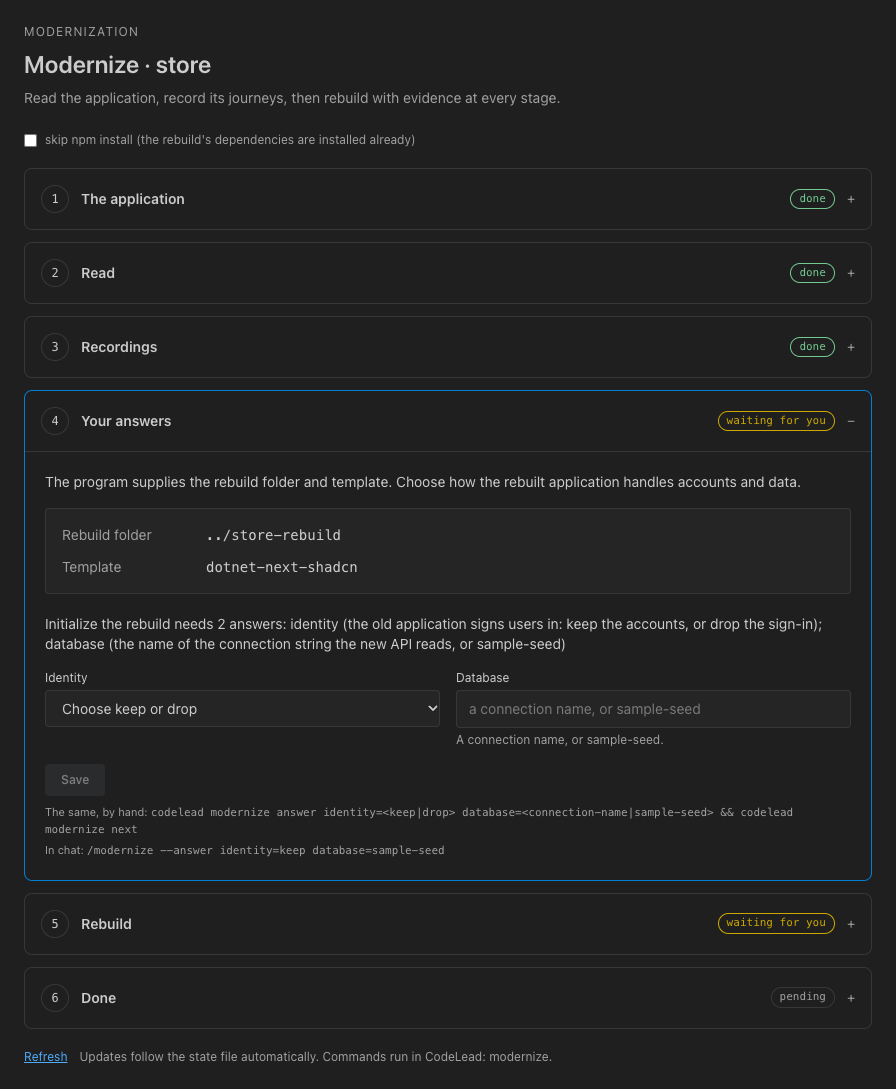 MODERNIZATION
Modernize · store
Read the application, record its journeys, then rebuild with evidence at every stage.
skip npm install (the rebuild's dependencies are installed already)
1 The application done +
2 Read done +
3 Recordings done +
4 Your answers waiting for you −
The program supplies the rebuild folder and template. Choose how the rebuilt application handles accounts and data.
Rebuild folder ../store-rebuild
Template dotnet-next-shadcn
Initialize the rebuild needs 2 answers: identity (the old application signs users in: keep the accounts, or drop the sign-in);
database (the name of the connection string the new API reads, or sample-seed)
Identity Database
Choose keep or drop a connection name, or sample-seed
A connection name, or sample-seed.
Save
The same, by hand: codelead modernize answer identity=<keep|drop> database=<connection-name|sample-seed> && codelead
modernize next
In chat: /modernize --answer identity=keep database=sample-seed
5 Rebuild waiting for you +
6 Done pending +
Refresh Updates follow the state file automatically. Commands run in CodeLead: modernize.